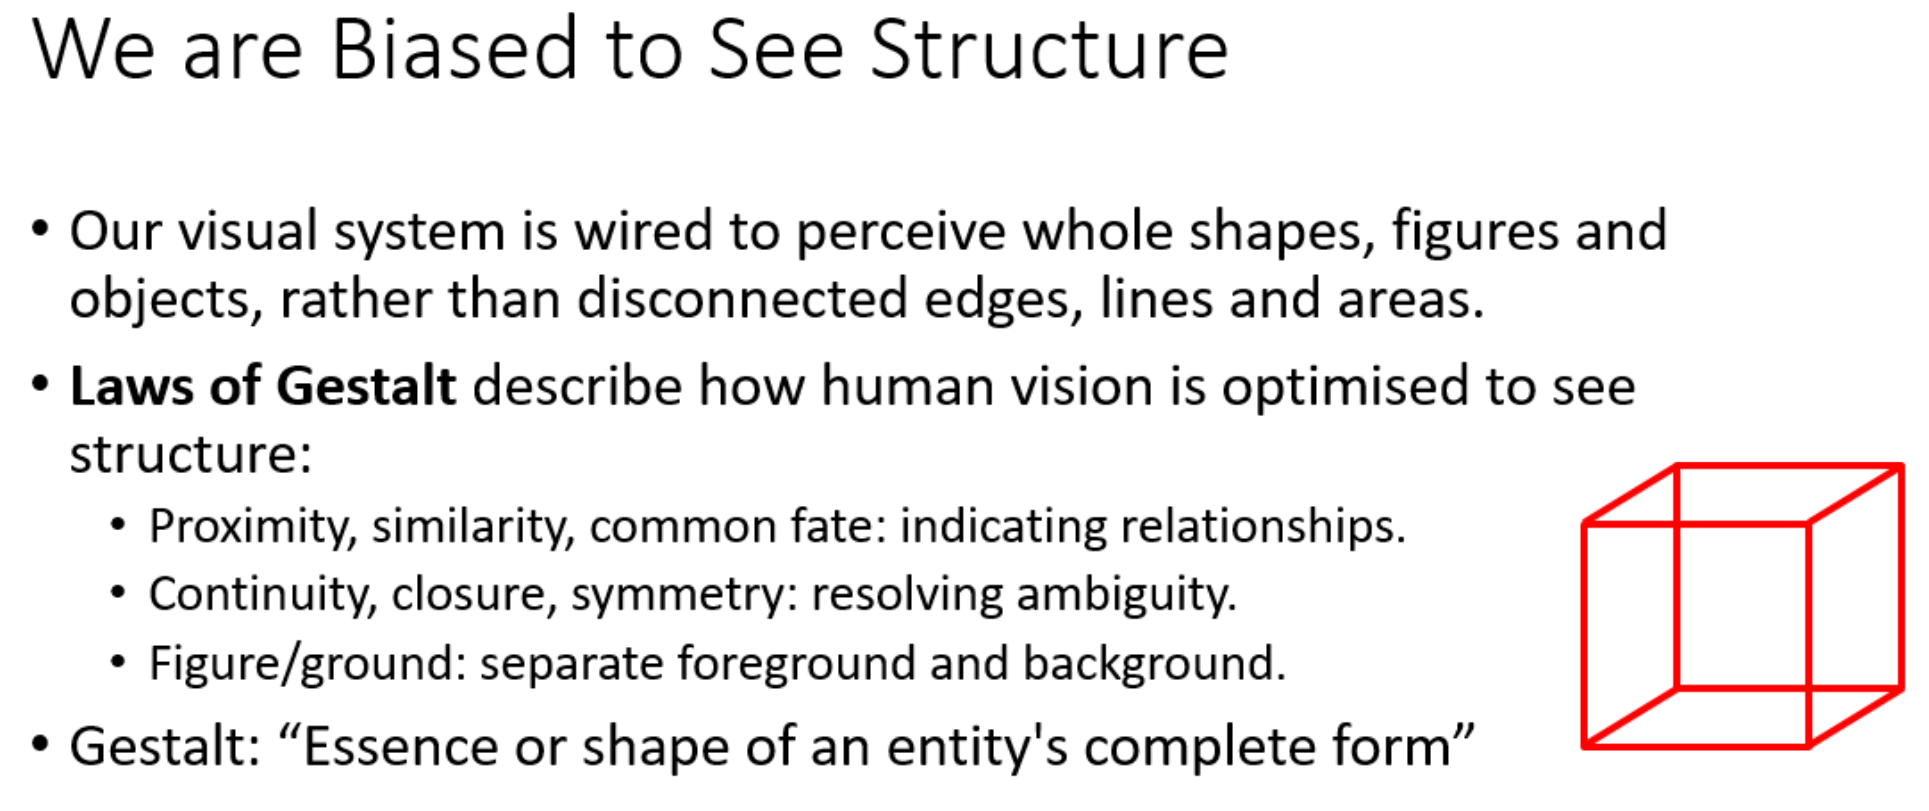 We are Biased to See Structure
• Our visual system is wired to perceive whole shapes, figures and
objects, rather than disconnected edges, lines and areas.
• Laws of Gestalt describe how human vision is optimised to see
structure:
• Proximity, similarity, common fate: indicating relationships.
• Continuity, closure, symmetry: resolving ambiguity.
• Figure/ground: separate foreground and background.
• Gestalt: “Essence or shape of an entity's complete form”